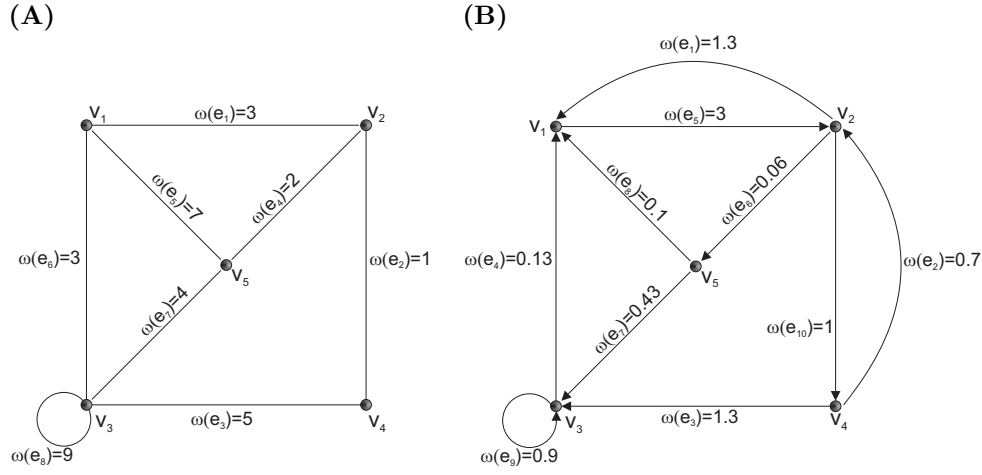 (A)
(B)
ω(e₁)=1.3
v₁
ω(e₁)=3
v₂
v₁
ω(e₅)=3
v₂
ω(e₅)=7
ω(e₄)=2
ω(e₈)=0.1
ω(e₆)=0.06
ω(e₆)=3
v₅
ω(e₂)=1
ω(e₄)=0.13
v₅
ω(e₂)=0.7
ω(e₇)=4
ω(e₇)=0.43
ω(e₁₀)=1
v₃
ω(e₃)=5
v₄
v₃
ω(e₃)=1.3
v₄
ω(e₈)=9
ω(e₉)=0.9